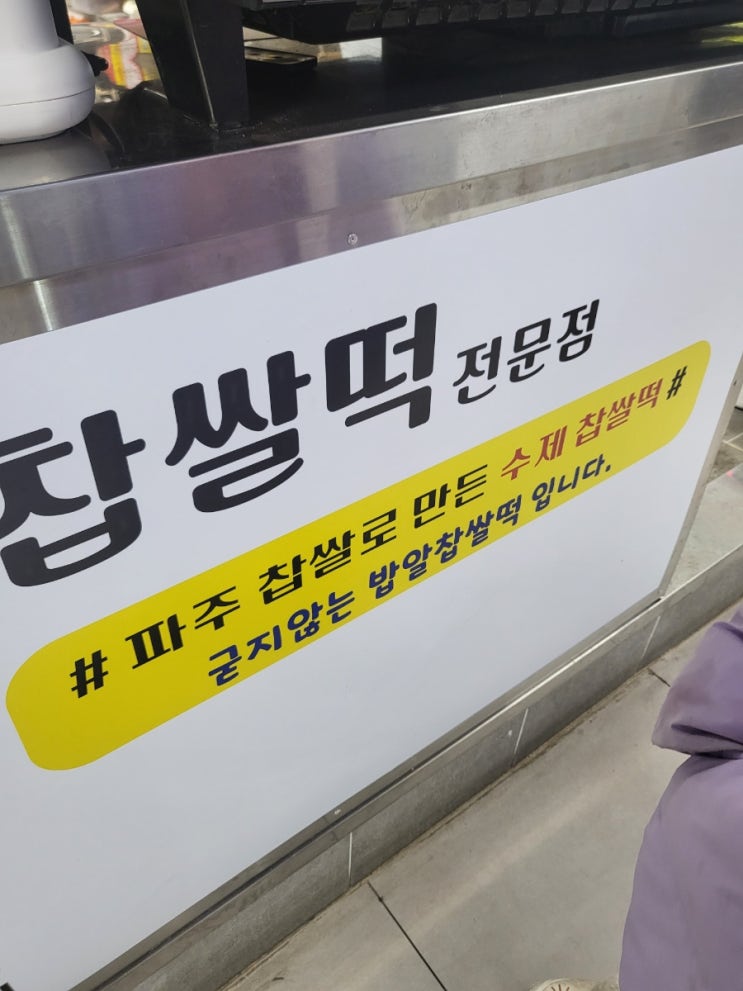 찹쌀떡 전문점
# 파주 찹쌀로 만든 수제 찹쌀떡 #
굳지않는 밥알찹쌀떡 입니다.